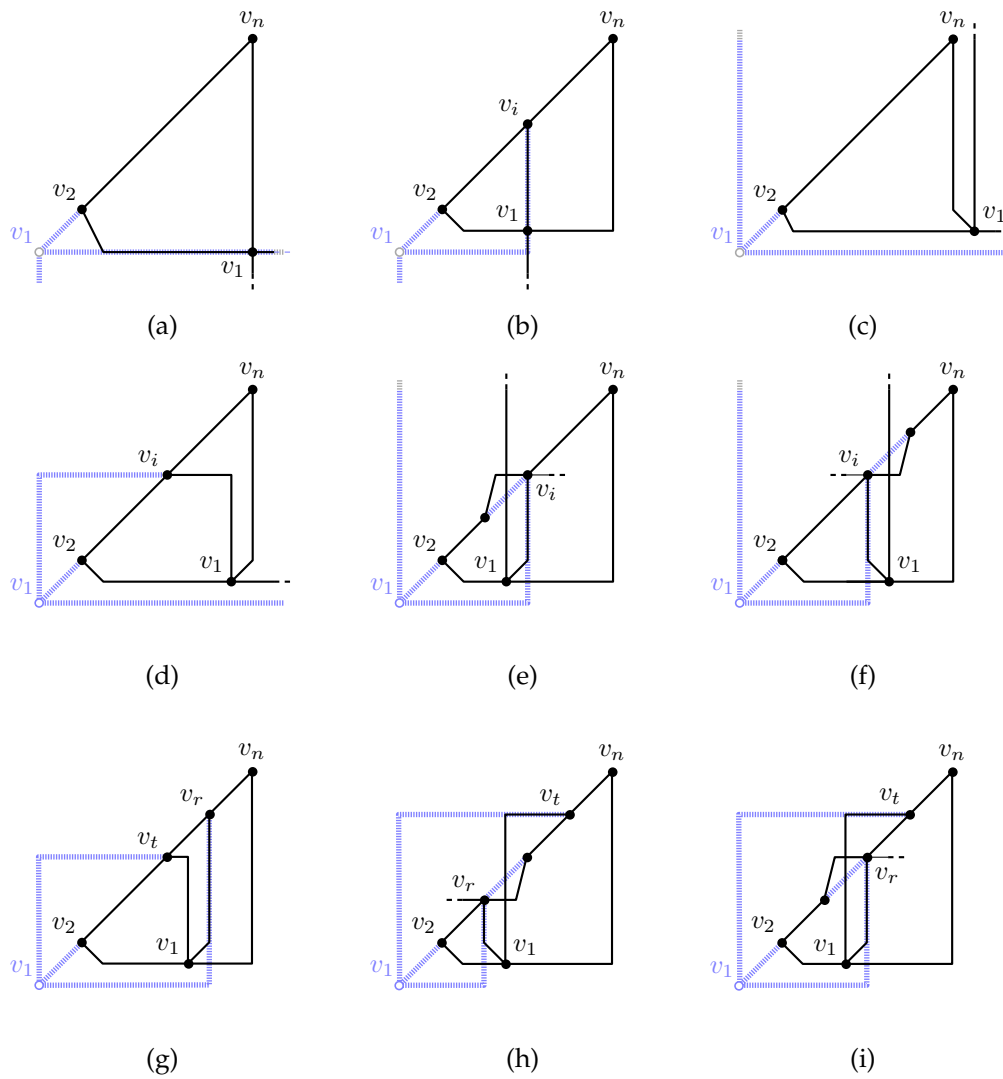 v_n v_n v_n
v_i
v_2 v_2 v_2
v_1 v_1 v_1 v_1 v_1
v_1
(a) (b) (c)
v_n v_n v_n
v_i v_i
v_i
v_2 v_2 v_2
v_1 v_1 v_1 v_1 v_1 v_1
(d) (e) (f)
v_n v_n v_n
v_r v_t v_t
v_t
v_r v_r
v_2 v_2 v_2
v_1 v_1 v_1 v_1 v_1 v_1
(g) (h) (i)